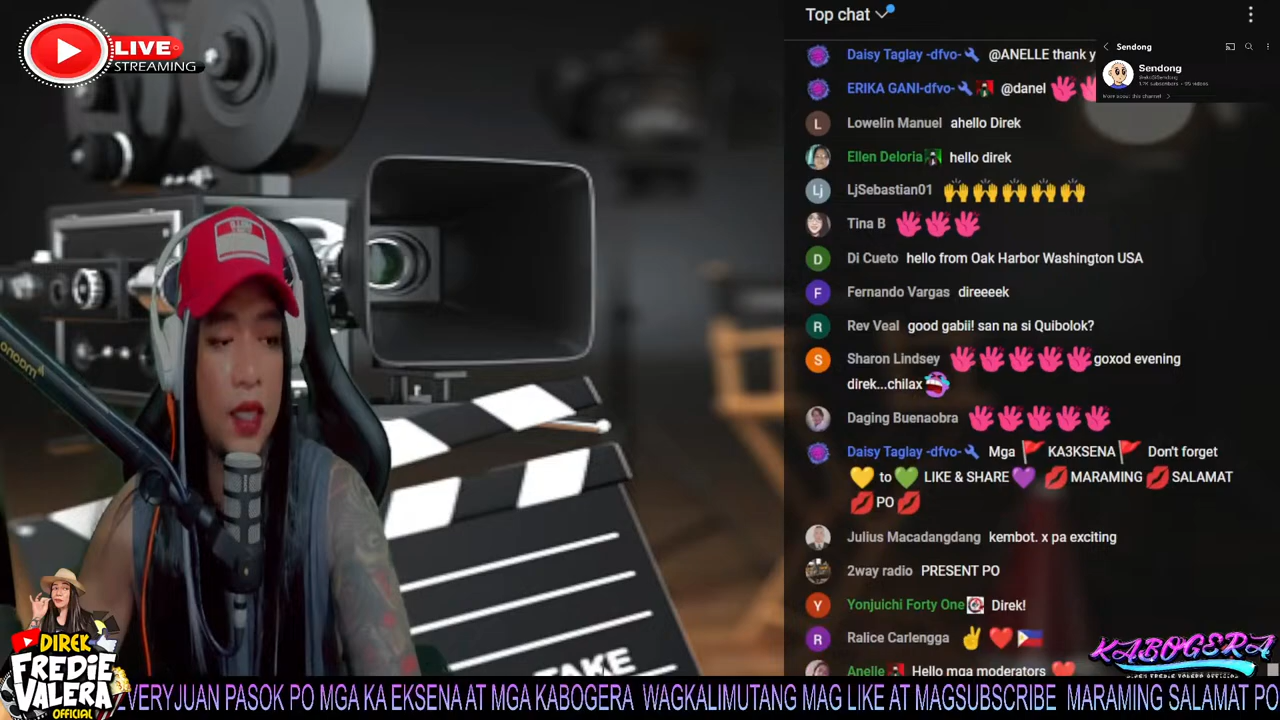 LIVE
STREAMING
Top chat
Daisy Taglay -dfvo- @ANELLE thank y
ERIKA GANI-dfvo- @danel
Lowelin Manuel ahello Direk
Ellen Deloria hello direk
LjSebastian01
Tina B
Di Cueto hello from Oak Harbor Washington USA
Fernando Vargas direeeek
Rev Veal good gabii! san na si Quibolok?
Sharon Lindsey goxod evening
direk...chilax
Daging Buenaobra
Daisy Taglay -dfvo- Mga KA3KSENA Don't forget
to LIKE & SHARE MARAMING SALAMAT
PO
Julius Macadangdang kembot. x pa exciting
2way radio PRESENT PO
Yonjuichi Forty One Direk!
Ralice Carlengga
Anelle Hello mga moderators
Sendong
Sendong
L
Lj
D
F
R
S
Y
R
maono
TAKE
DIREK
FREDIE
VALERA
OFFICIAL
KABOGERA
VERYJUAN PASOK PO MGA KA EKSENA AT MGA KABOGERA WAGKALIMUTANG MAG LIKE AT MAGSUBSCRIBE MARAMING SALAMAT PO